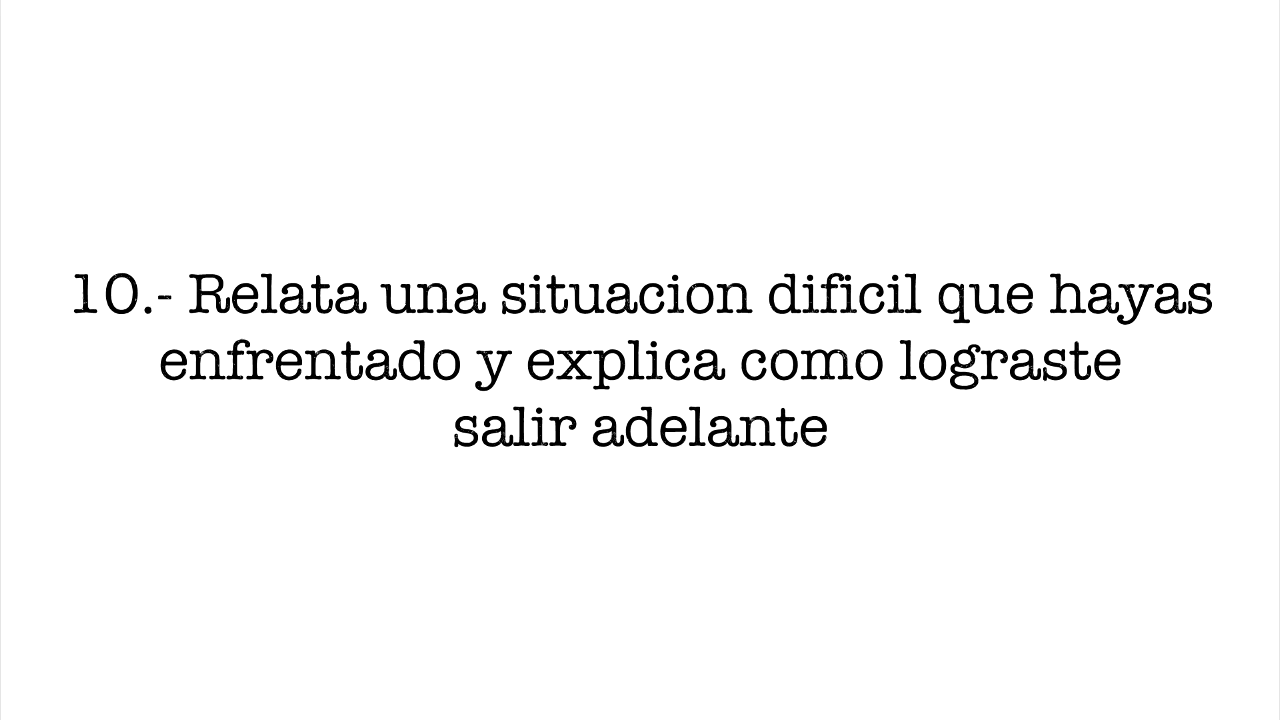 10.- Relata una situacion dificil que hayas
enfrentado y explica como lograste
salir adelante